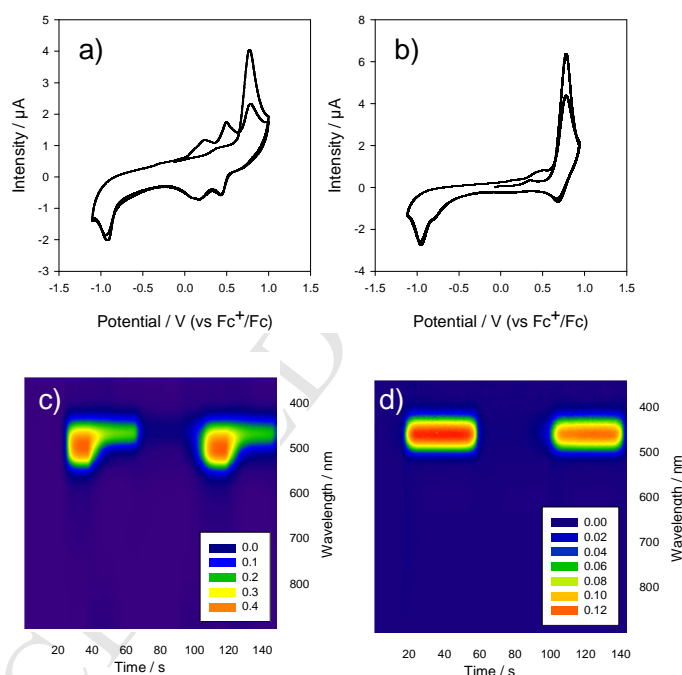 a)
Intensity / µA
5
4
3
2
1
0
-1
-2
-3
-1.5 -1.0 -0.5 0.0 0.5 1.0 1.5
Potential / V (vs Fc+/Fc)
b)
Intensity / µA
8
6
4
2
0
-2
-4
-1.5 -1.0 -0.5 0.0 0.5 1.0 1.5
Potential / V (vs Fc+/Fc)
c)
400
500
600
700
800
Wavelength / nm
0.0
0.1
0.2
0.3
0.4
20 40 60 80 100 120 140
Time / s
d)
400
500
600
700
800
Wavelength / nm
0.00
0.02
0.04
0.06
0.08
0.10
0.12
20 40 60 80 100 120 140
Time / s